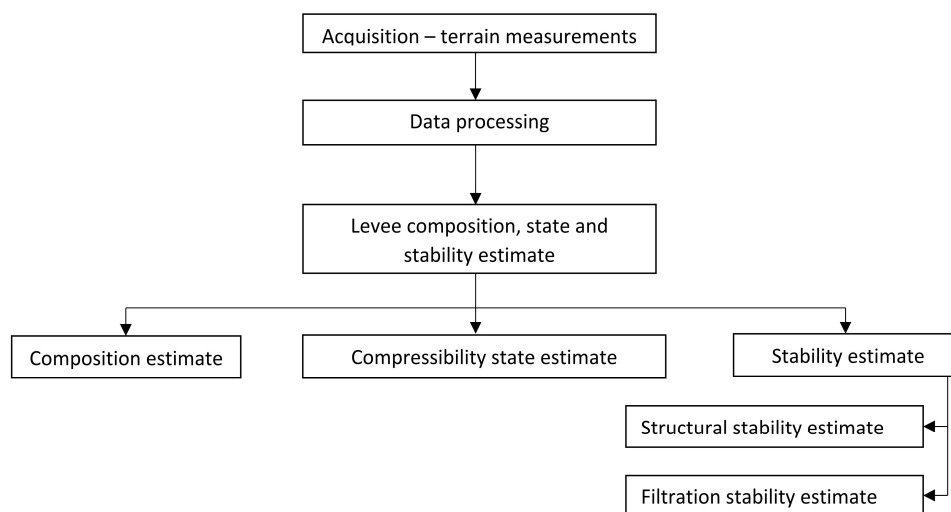 Acquisition – terrain measurements
Data processing
Levee composition, state and
stability estimate
Composition estimate
Compressibility state estimate
Stability estimate
Structural stability estimate
Filtration stability estimate